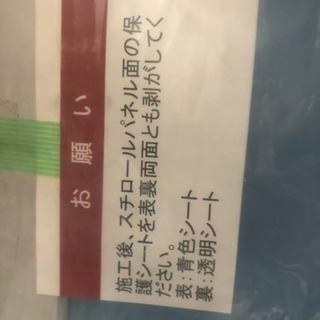 お願い
施工後、スチロールパネル面の保
護シートを表裏両面とも剥がしてく
ださい。
表：青色シート
裏：透明シート